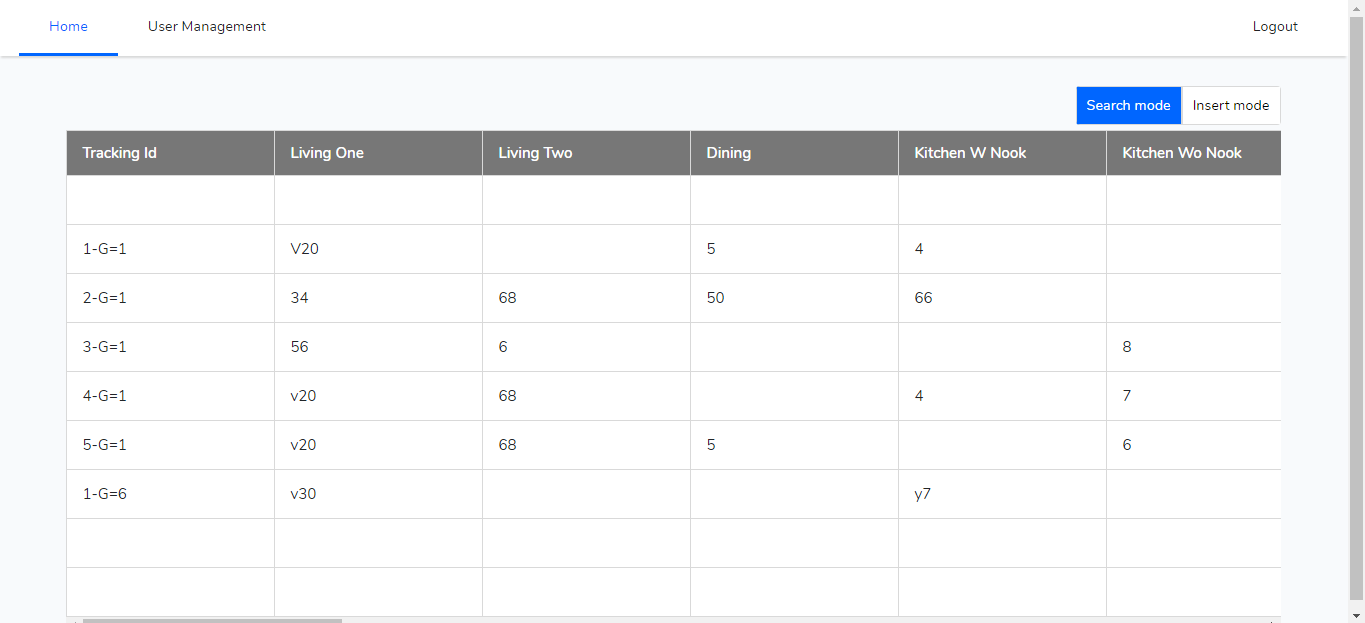 Home User Management Logout
Search mode Insert mode
Tracking Id Living One Living Two Dining Kitchen W Nook Kitchen Wo Nook
1-G=1 V20 5 4
2-G=1 34 68 50 66
3-G=1 56 6 8
4-G=1 v20 68 4 7
5-G=1 v20 68 5 6
1-G=6 v30 y7